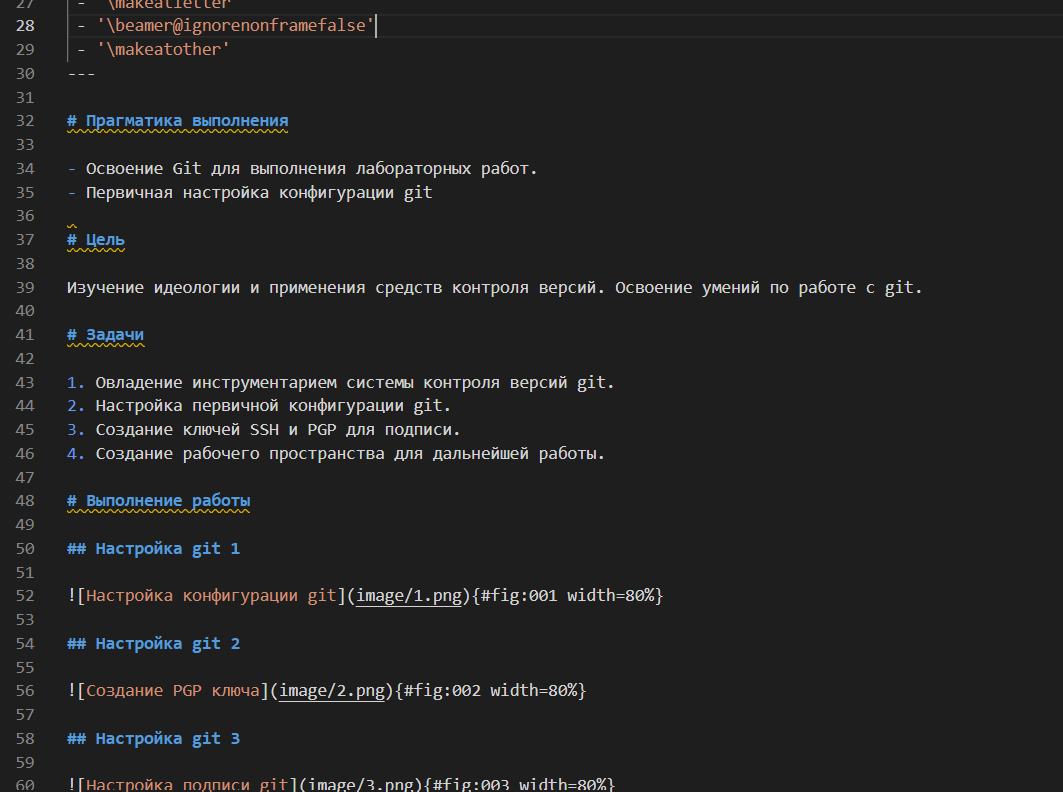 27 - '\makeatletter'
28 - '\beamer@ignorenonframefalse'
29 - '\makeatother'
30 ---
31
32 # Прагматика выполнения
33
34 - Освоение Git для выполнения лабораторных работ.
35 - Первичная настройка конфигурации git
36
37 # Цель
38
39 Изучение идеологии и применения средств контроля версий. Освоение умений по работе с git.
40
41 # Задачи
42
43 1. Овладение инструментарием системы контроля версий git.
44 2. Настройка первичной конфигурации git.
45 3. Создание ключей SSH и PGP для подписи.
46 4. Создание рабочего пространства для дальнейшей работы.
47
48 # Выполнение работы
49
50 ## Настройка git 1
51
52 ![Настройка конфигурации git](image/1.png){#fig:001 width=80%}
53
54 ## Настройка git 2
55
56 ![Создание PGP ключа](image/2.png){#fig:002 width=80%}
57
58 ## Настройка git 3
59
60 ![Настройка подписи git](image/3.png){#fig:003 width=80%}